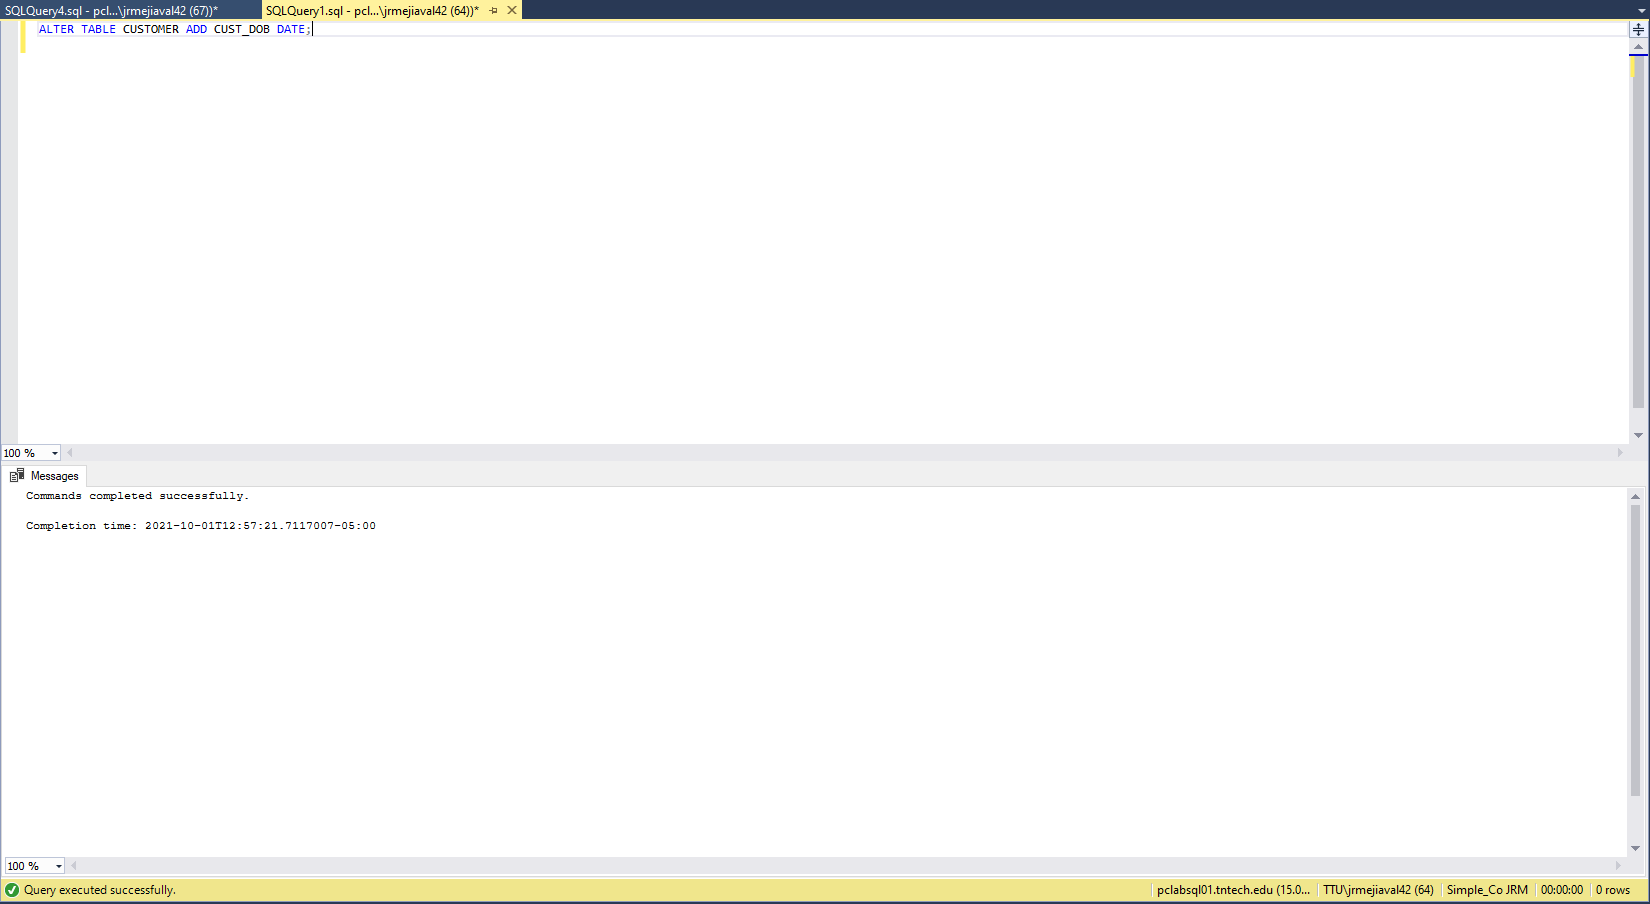 SQLQuery4.sql - pcl...\jrmejiaval42 (67))* SQLQuery1.sql - pcl...\jrmejiaval42 (64))*
ALTER TABLE CUSTOMER ADD CUST_DOB DATE;
100 %
Messages
Commands completed successfully.
Completion time: 2021-10-01T12:57:21.7117007-05:00
100 %
Query executed successfully. pclabsql01.tntech.edu (15.0... TTU\jrmejiaval42 (64) Simple_Co JRM 00:00:00 0 rows